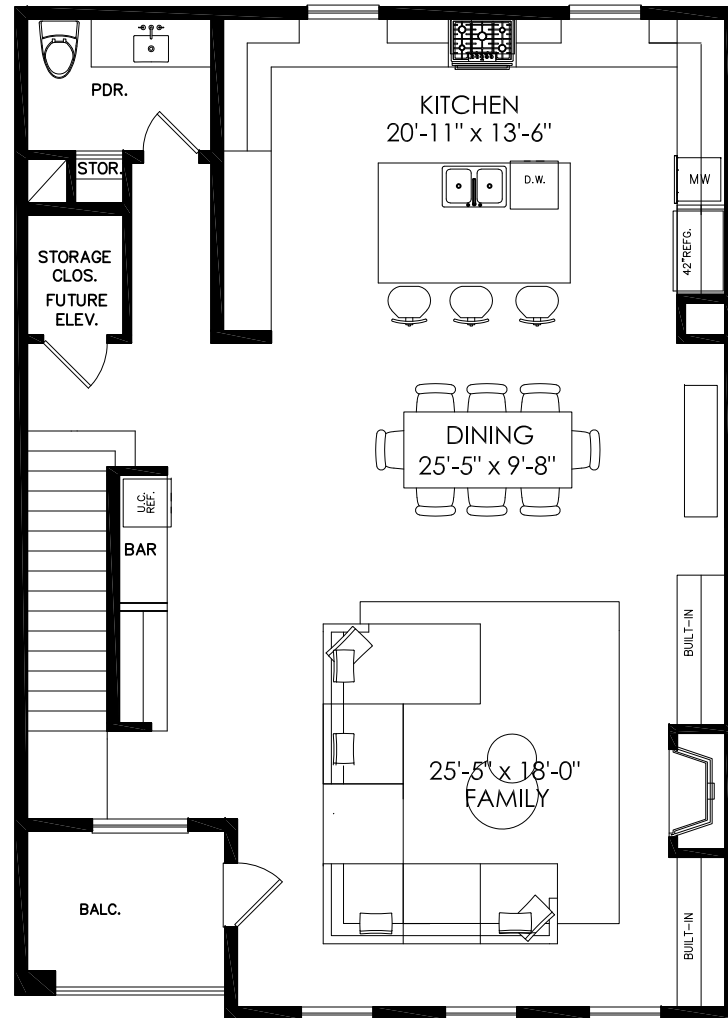 PDR.
KITCHEN
20'-11" x 13'-6"
STOR.
D.W.
MW
42"REFG.
STORAGE
CLOS.
FUTURE
ELEV.
DINING
25'-5" x 9'-8"
U.C.
REF.
BAR
BUILT-IN
25'-5" x 18'-0"
FAMILY
BALC.
BUILT-IN